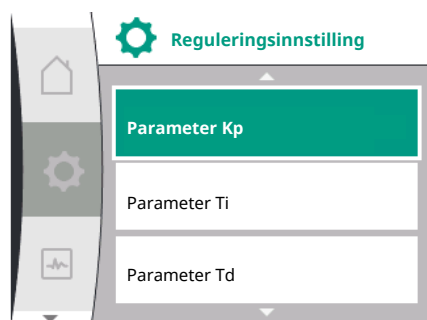 Reguleringsinnstilling
Parameter Kp
Parameter Ti
Parameter Td